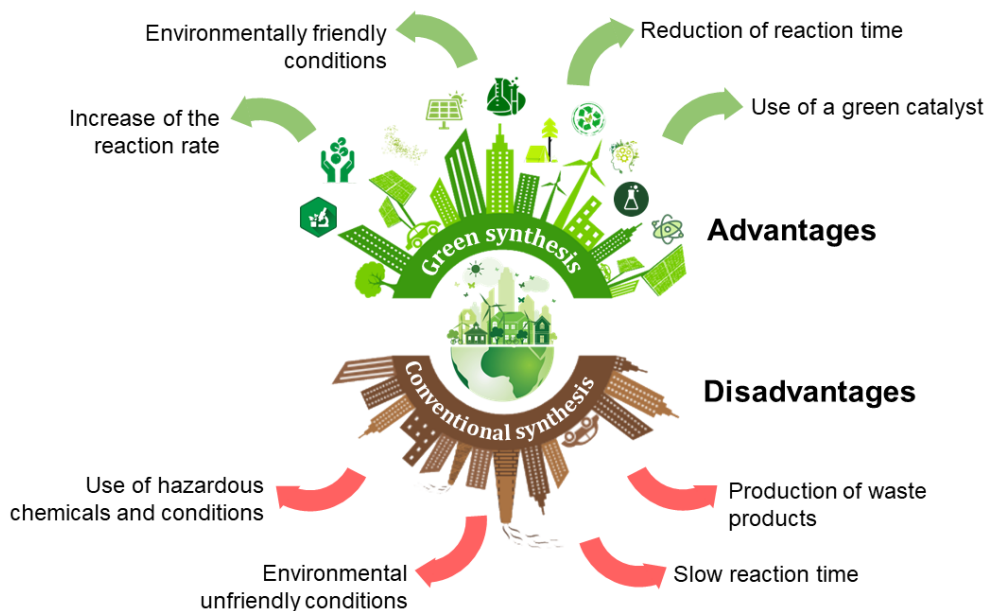 Environmentally friendly
conditions
Reduction of reaction time
Increase of the
reaction rate
Use of a green catalyst
Green synthesis
Advantages
Conventional synthesis
Disadvantages
Use of hazardous
chemicals and conditions
Production of waste
products
Environmental
unfriendly conditions
Slow reaction time